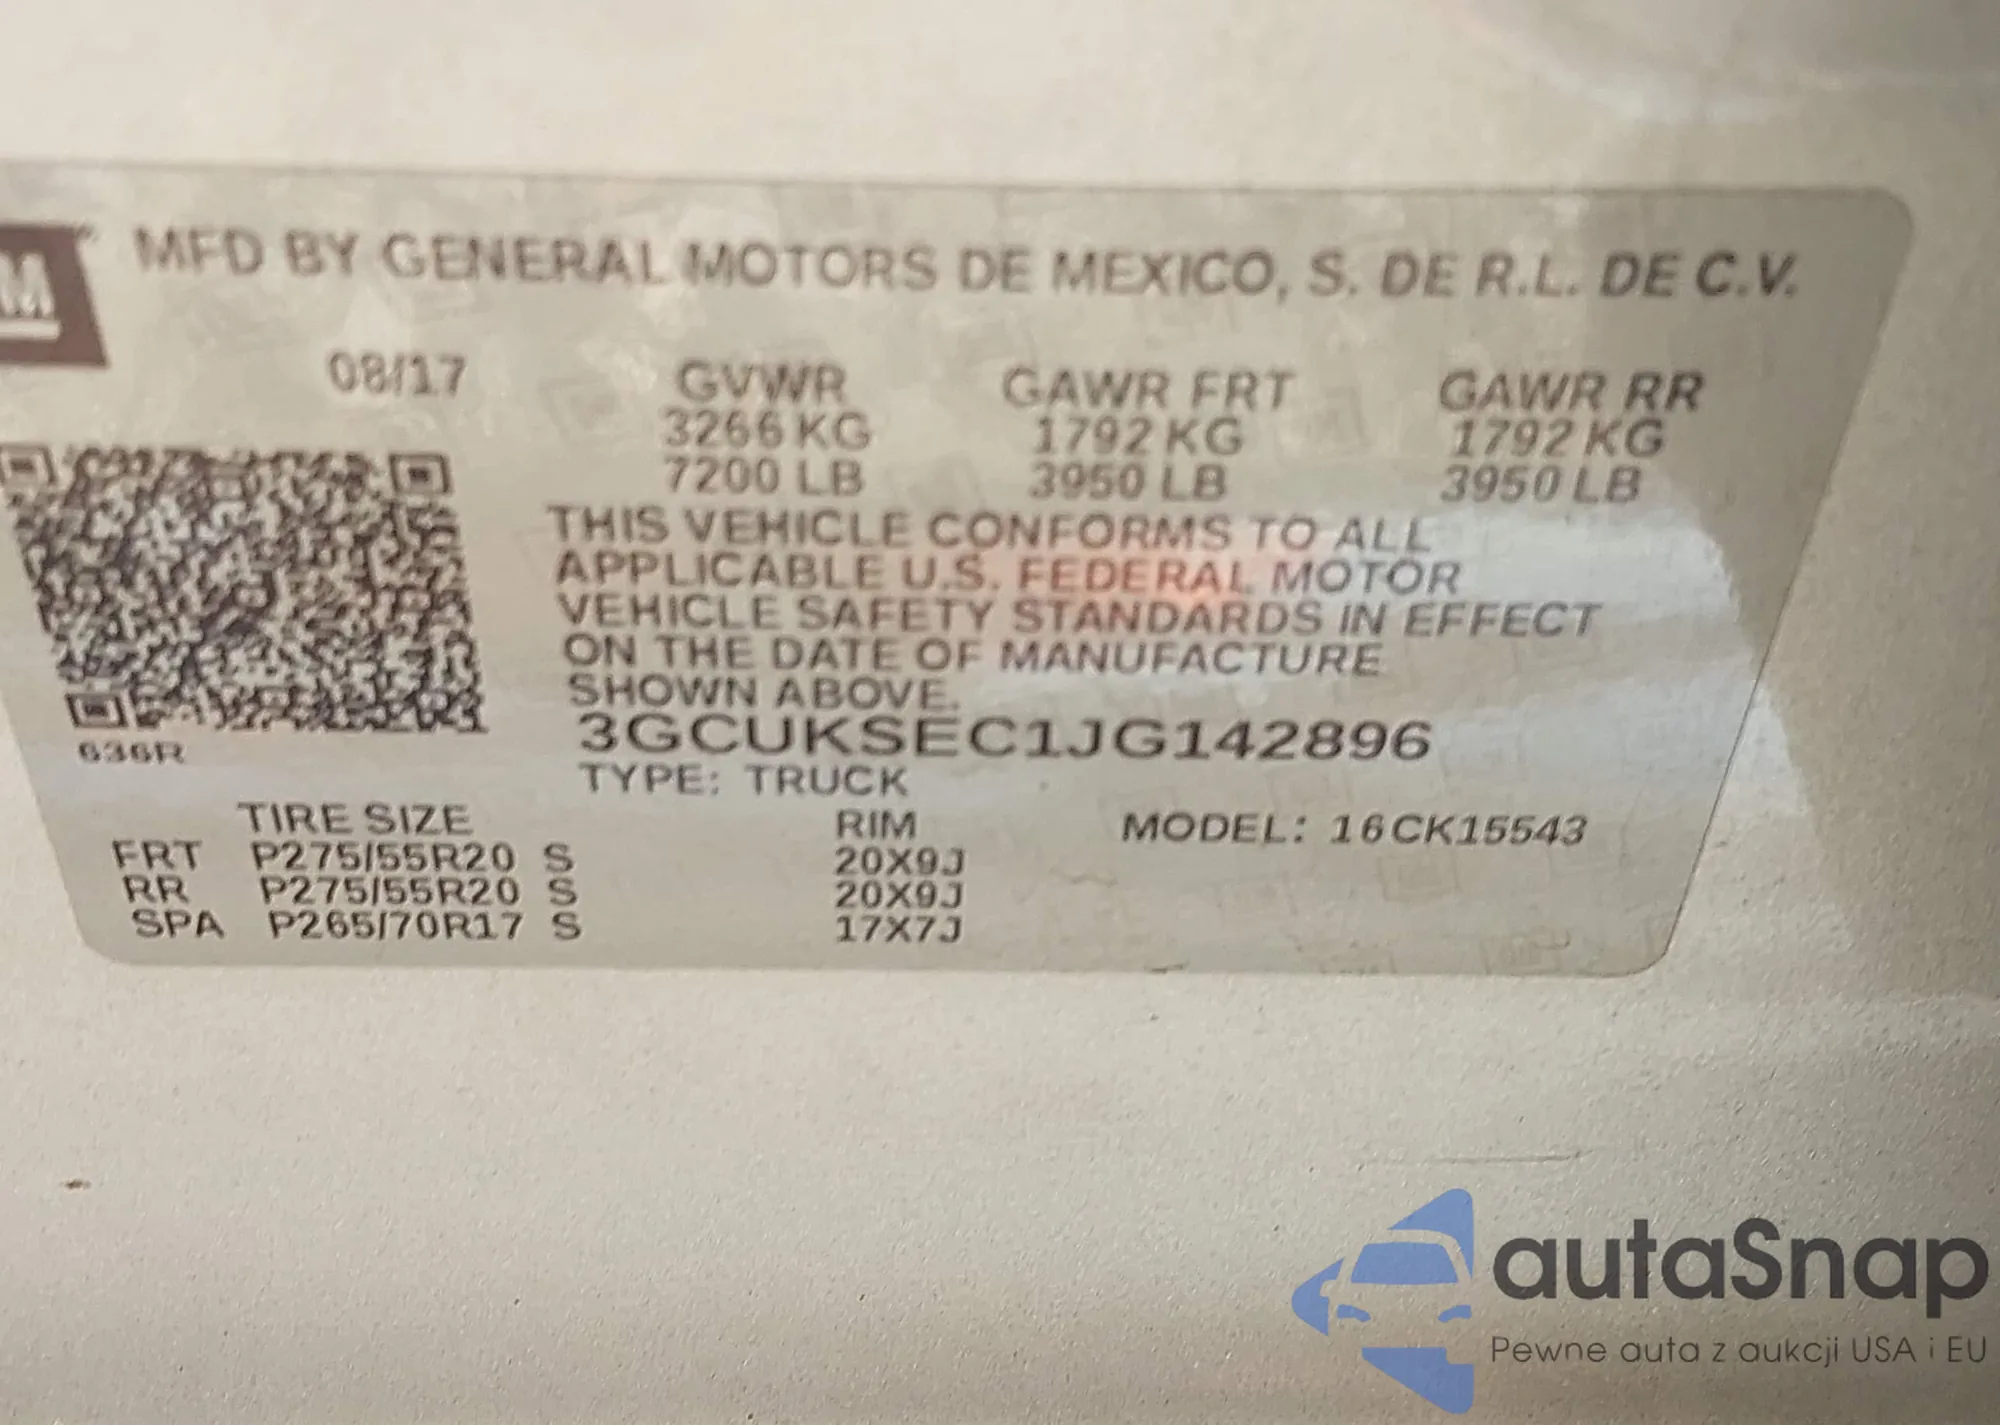 M
MFD BY GENERAL MOTORS DE MEXICO, S. DE R.L. DE C.V.
08/17 GVWR GAWR FRT GAWR RR
3266 KG 1792 KG 1792 KG
7200 LB 3950 LB 3950 LB
THIS VEHICLE CONFORMS TO ALL
APPLICABLE U.S. FEDERAL MOTOR
VEHICLE SAFETY STANDARDS IN EFFECT
ON THE DATE OF MANUFACTURE
SHOWN ABOVE.
636R
3GCUKSEC1JG142896
TYPE: TRUCK
TIRE SIZE RIM MODEL: 16CK15543
FRT P275/55R20 S 20X9J
RR P275/55R20 S 20X9J
SPA P265/70R17 S 17X7J
autaSnap
Pewne auta z aukcji USA i EU